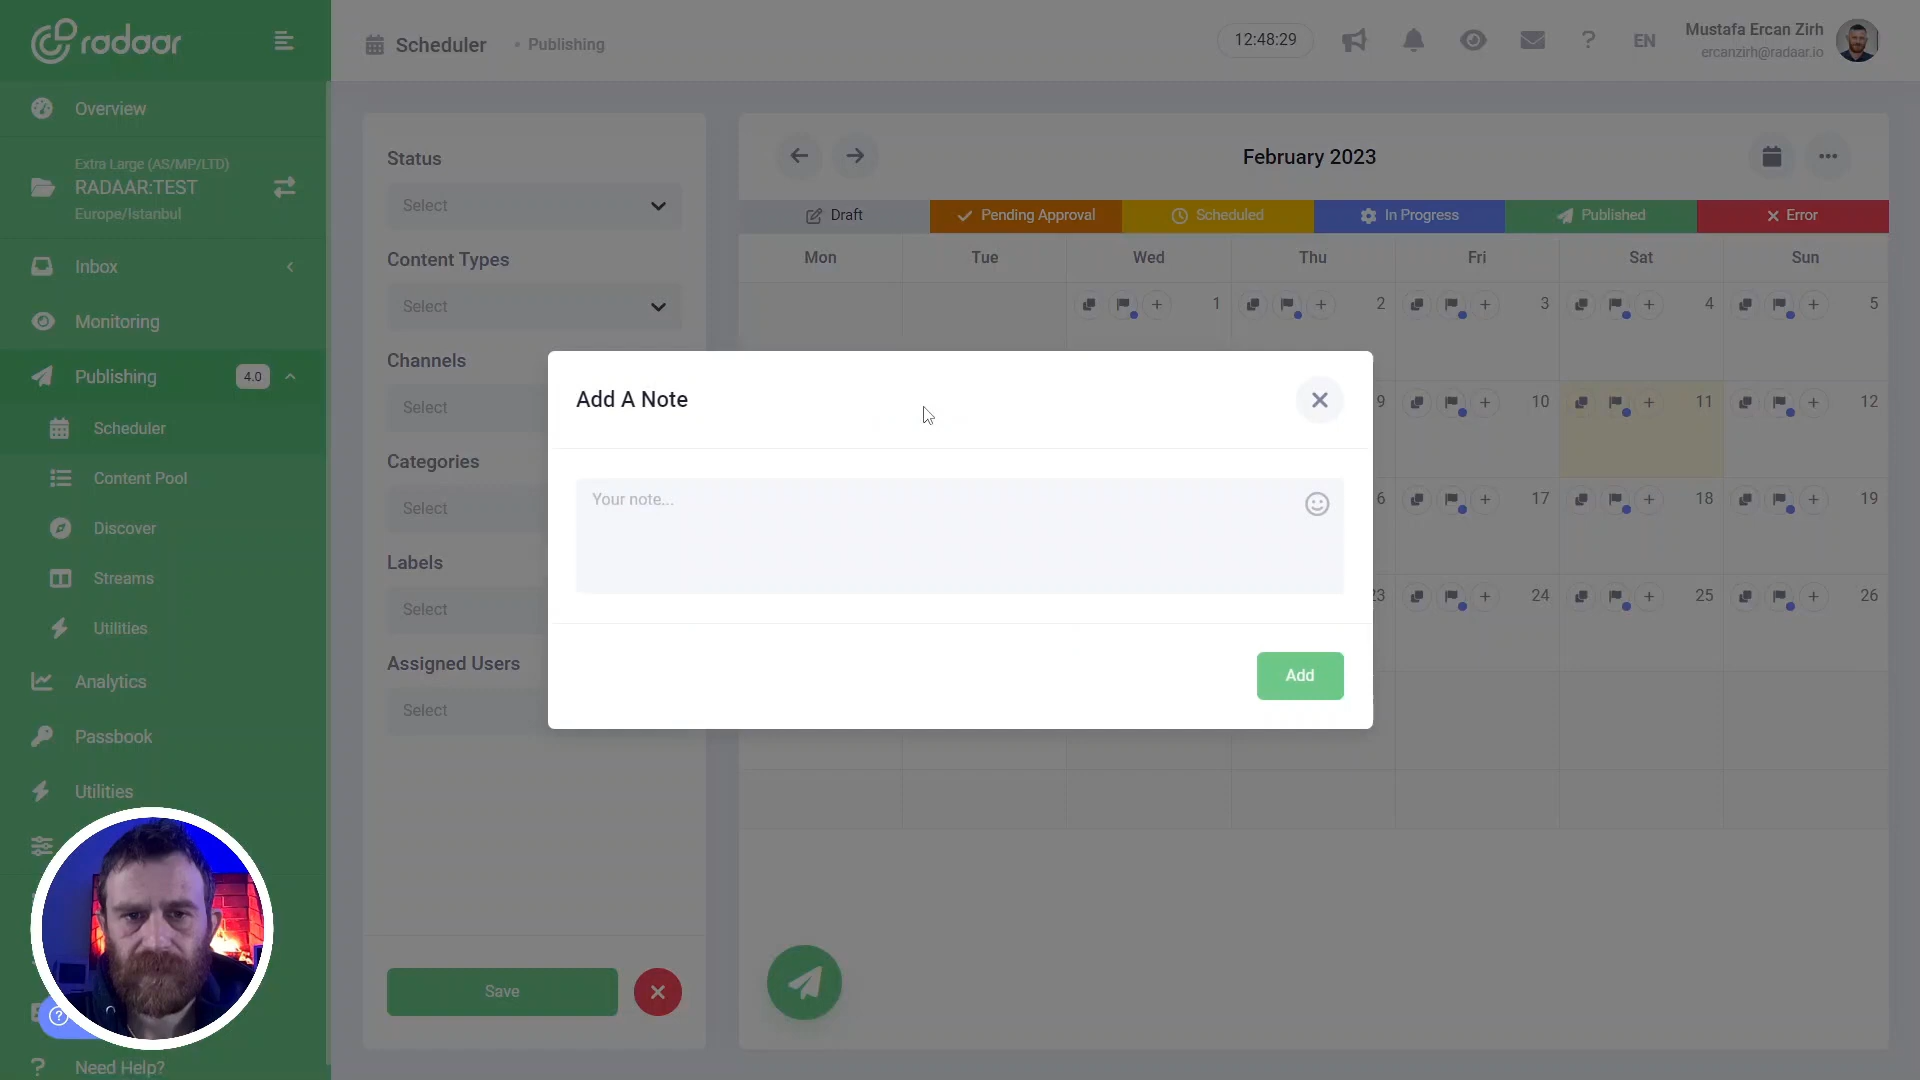 radaar
Scheduler
• Publishing
12:48:29
EN
Mustafa Ercan Zirh
ercanzirh@radaar.io
Overview
Extra Large (AS/MP/LTD)
RADAAR:TEST
Europe/Istanbul
Inbox
Monitoring
Publishing
4.0
Scheduler
Content Pool
Discover
Streams
Utilities
Analytics
Passbook
Utilities
Need Help?
Status
Select
Content Types
Select
Channels
Select
Categories
Select
Labels
Select
Assigned Users
Select
Save
February 2023
Draft
Pending Approval
Scheduled
In Progress
Published
Error
Mon Tue Wed Thu Fri Sat Sun
1 2 3 4 5
9 10 11 12
6 17 18 19
23 24 25 26
Add A Note
Your note...
Add